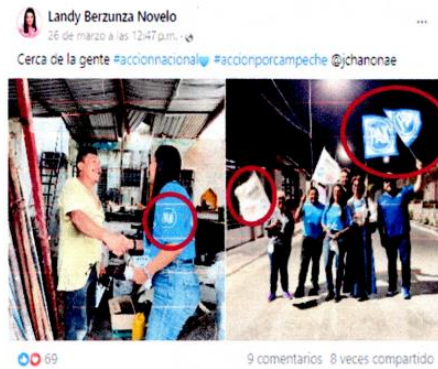 Landy Berzunza Novelo
26 de marzo a las 12:47 p.m.
Cerca de la gente #accionnacional #accionporcampeche @jchanonae
PAN
69
9 comentarios 8 veces compartido